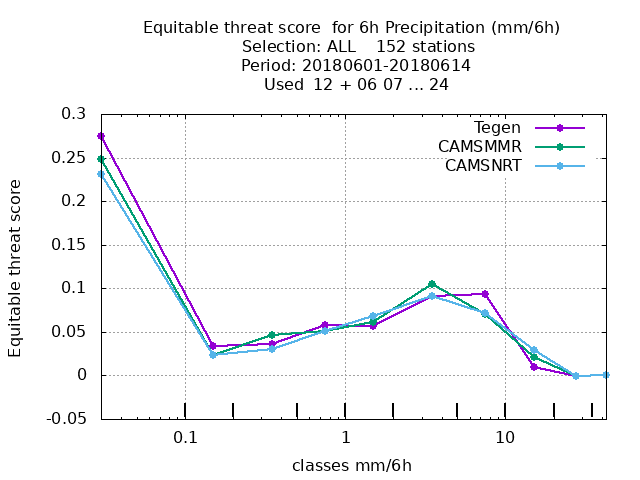 Equitable threat score  for 6h Precipitation (mm/6h)
Selection: ALL    152 stations
Period: 20180601-20180614
Used  12 + 06 07 ... 24
Tegen
CAMSMMR
CAMSNRT
0.3
0.25
0.2
0.15
0.1
0.05
0
-0.05
Equitable threat score
0.1 1 10
classes mm/6h